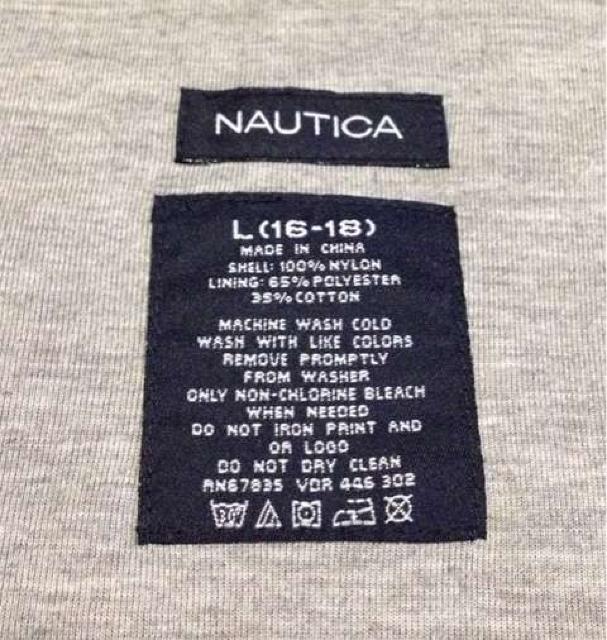 NAUTICA
L (16-18)
MADE IN CHINA
SHELL: 100% NYLON
LINING: 65% POLYESTER
35% COTTON
MACHINE WASH COLD
WASH WITH LIKE COLORS
REMOVE PROMPTLY
FROM WASHER
ONLY NON-CHLORINE BLEACH
WHEN NEEDED
DO NOT IRON PRINT AND
OR LOGO
DO NOT DRY CLEAN
RN67835 VDR 446 302
30°